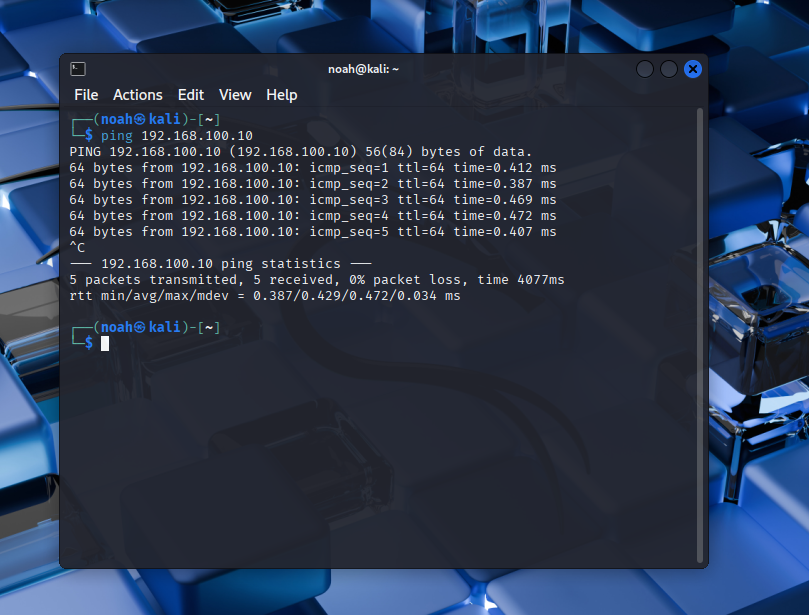 noah@kali: ~
File Actions Edit View Help
┌──(noah㉿kali)-[~]
└─$ ping 192.168.100.10
PING 192.168.100.10 (192.168.100.10) 56(84) bytes of data.
64 bytes from 192.168.100.10: icmp_seq=1 ttl=64 time=0.412 ms
64 bytes from 192.168.100.10: icmp_seq=2 ttl=64 time=0.387 ms
64 bytes from 192.168.100.10: icmp_seq=3 ttl=64 time=0.469 ms
64 bytes from 192.168.100.10: icmp_seq=4 ttl=64 time=0.472 ms
64 bytes from 192.168.100.10: icmp_seq=5 ttl=64 time=0.407 ms
^C
--- 192.168.100.10 ping statistics ---
5 packets transmitted, 5 received, 0% packet loss, time 4077ms
rtt min/avg/max/mdev = 0.387/0.429/0.472/0.034 ms
┌──(noah㉿kali)-[~]
└─$